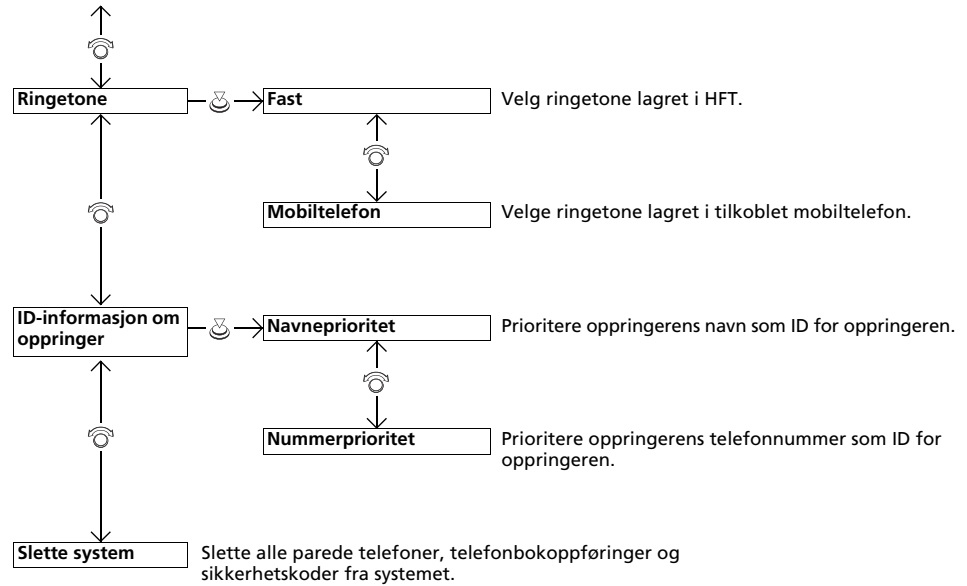 Ringetone
Fast
Velg ringetone lagret i HFT.
Mobiltelefon
Velge ringetone lagret i tilkoblet mobiltelefon.
ID-informasjon om
oppringer
Navneprioritet
Prioritere oppringerens navn som ID for oppringeren.
Nummerprioritet
Prioritere oppringerens telefonnummer som ID for
oppringeren.
Slette system
Slette alle parede telefoner, telefonbokoppføringer og
sikkerhetskoder fra systemet.